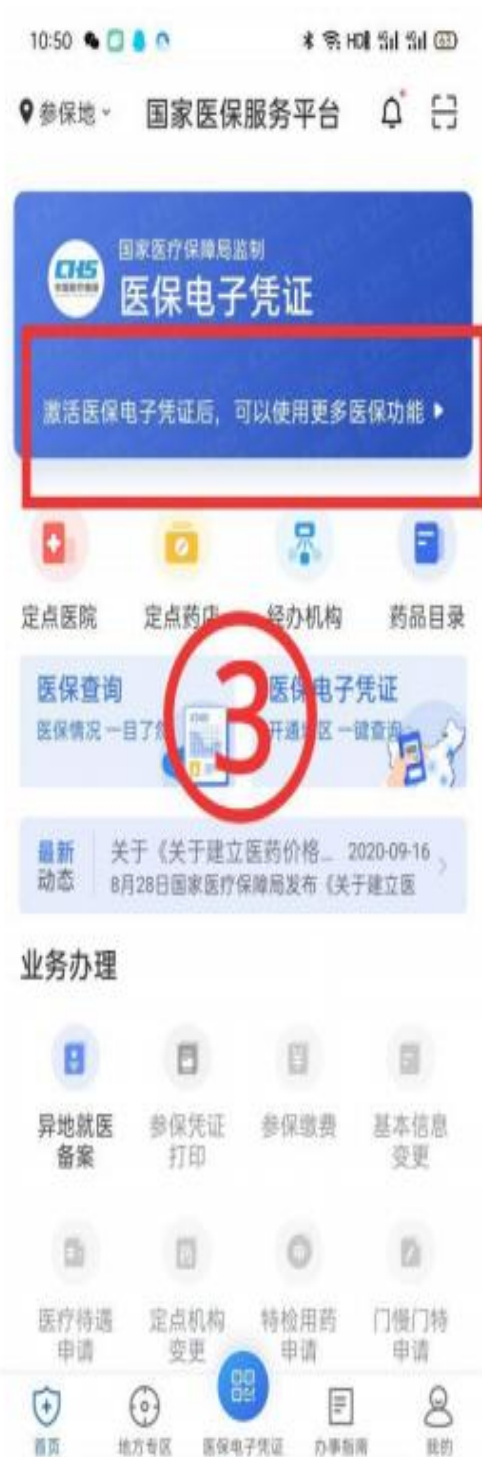 10:50
HD
63
参保地
国家医保服务平台
国家医疗保障局监制
CHS
医保电子凭证
激活医保电子凭证后,可以使用更多医保功能
定点医院
定点药店
经办机构
药品目录
③
医保查询
医保情况 一目了然
医保电子凭证
开通地区 一键查询
最新
动态
关于《关于建立医药价格... 2020-09-16
8月28日国家医疗保障局发布《关于建立医
业务办理
异地就医
备案
参保凭证
打印
参保缴费
基本信息
变更
医疗待遇
申请
定点机构
变更
特检用药
申请
门慢门特
申请
首页
地方专区
医保电子凭证
办事指南
我的